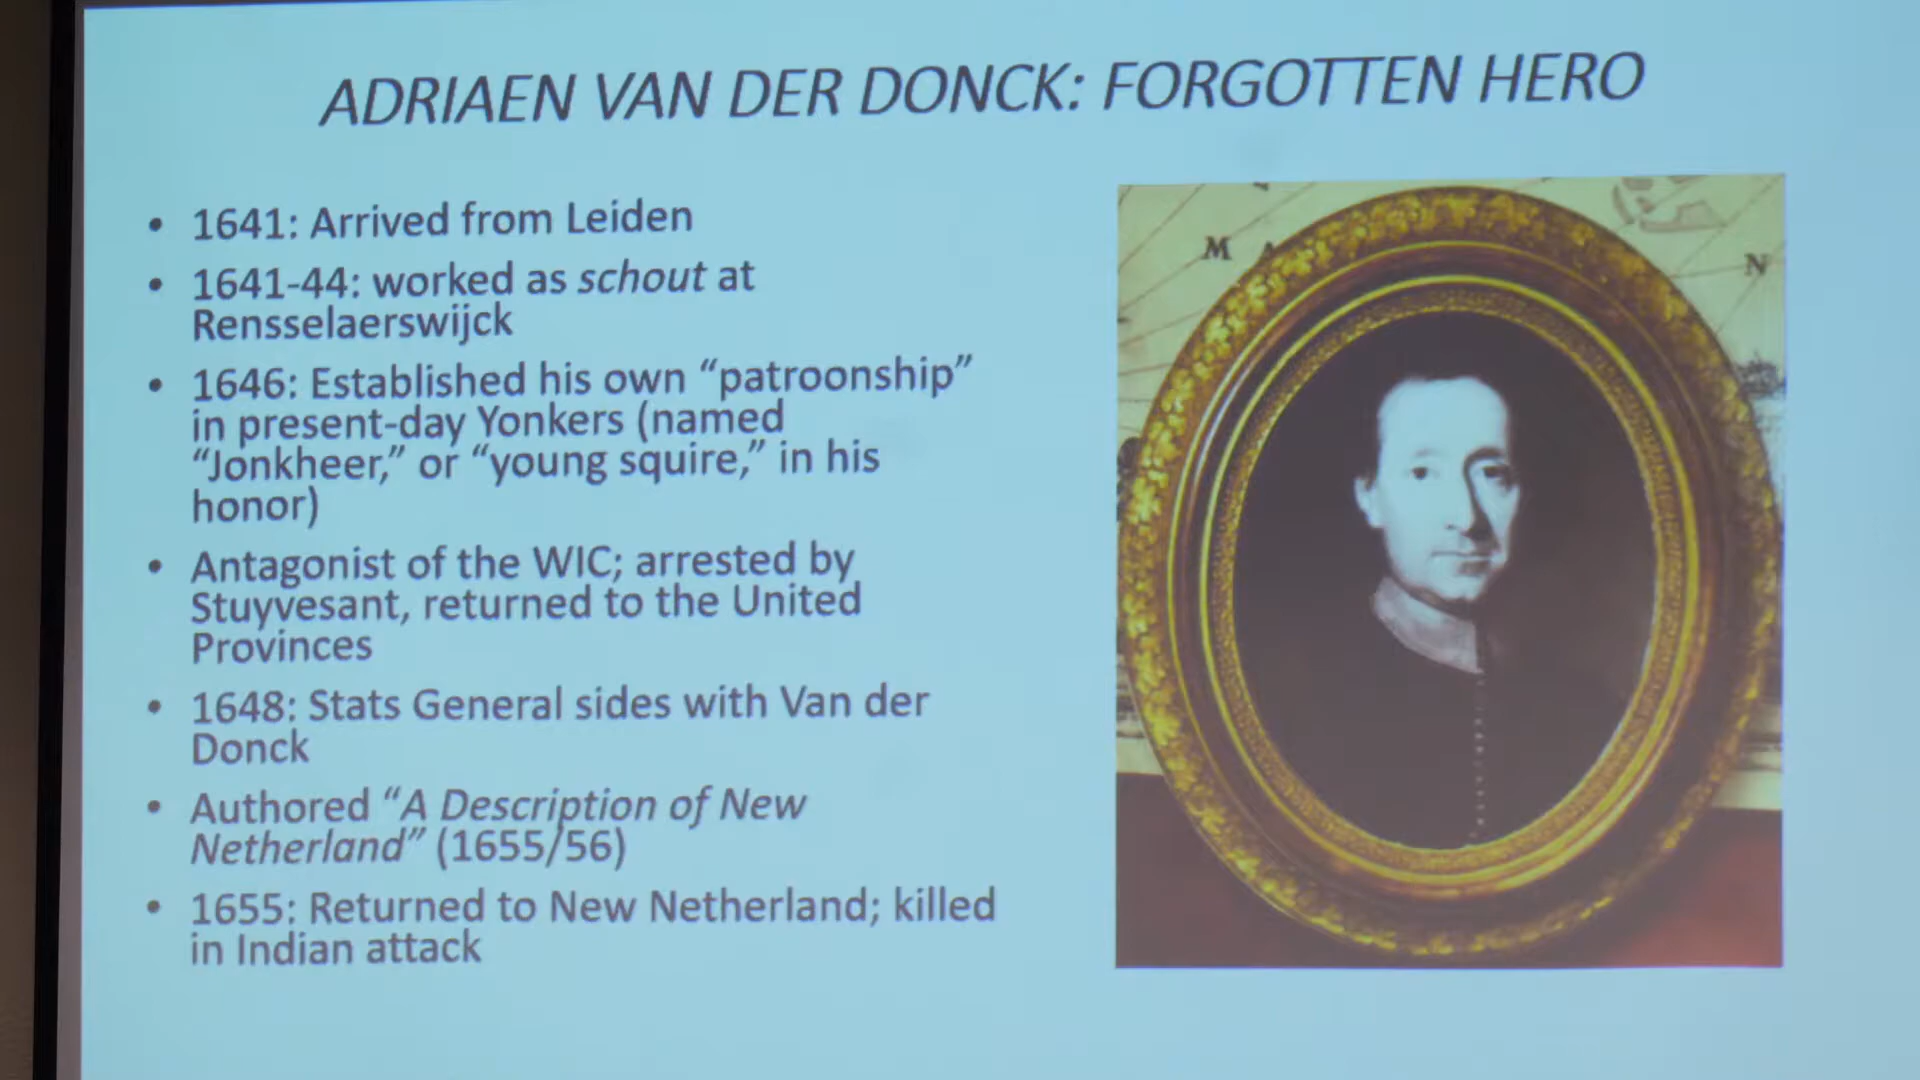 ADRIAEN VAN DER DONCK: FORGOTTEN HERO
• 1641: Arrived from Leiden
• 1641-44: worked as schout at
Rensselaerswijck
• 1646: Established his own “patroonship”
in present-day Yonkers (named
“Jonkheer,” or “young squire,” in his
honor)
• Antagonist of the WIC; arrested by
Stuyvesant, returned to the United
Provinces
• 1648: Stats General sides with Van der
Donck
• Authored “A Description of New
Netherland” (1655/56)
• 1655: Returned to New Netherland; killed
in Indian attack
M A N